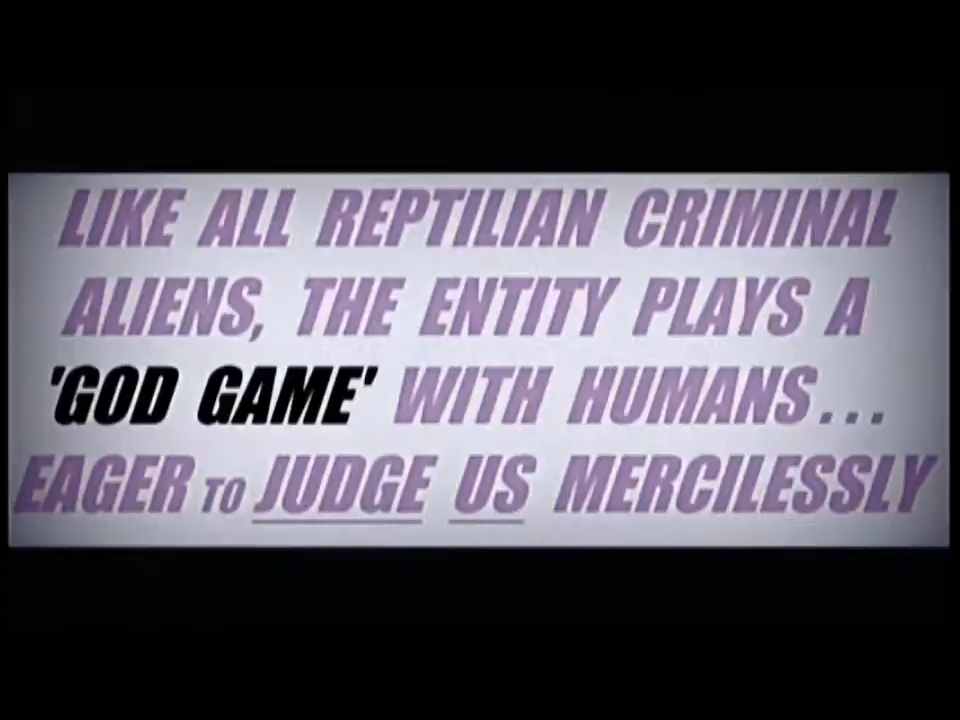 LIKE ALL REPTILIAN CRIMINAL
ALIENS, THE ENTITY PLAYS A
'GOD GAME' WITH HUMANS...
EAGER TO JUDGE US MERCILESSLY